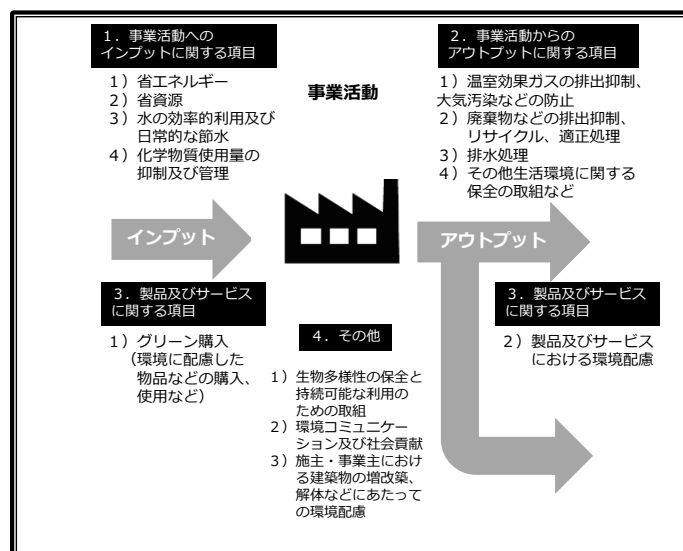 1．事業活動への
インプットに関する項目
1）省エネルギー
2）省資源
3）水の効率的利用及び
日常的な節水
4）化学物質使用量の
抑制及び管理
事業活動
2．事業活動からの
アウトプットに関する項目
1）温室効果ガスの排出抑制、
大気汚染などの防止
2）廃棄物などの排出抑制、
リサイクル、適正処理
3）排水処理
4）その他生活環境に関する
保全の取組など
インプット
アウトプット
3．製品及びサービス
に関する項目
1）グリーン購入
（環境に配慮した
物品などの購入、
使用など）
4．その他
1）生物多様性の保全と
持続可能な利用の
ための取組
2）環境コミュニケー
ション及び社会貢献
3）施主・事業主におけ
る建築物の増改築、
解体などにあたって
の環境配慮
3．製品及びサービス
に関する項目
2）製品及びサービス
における環境配慮